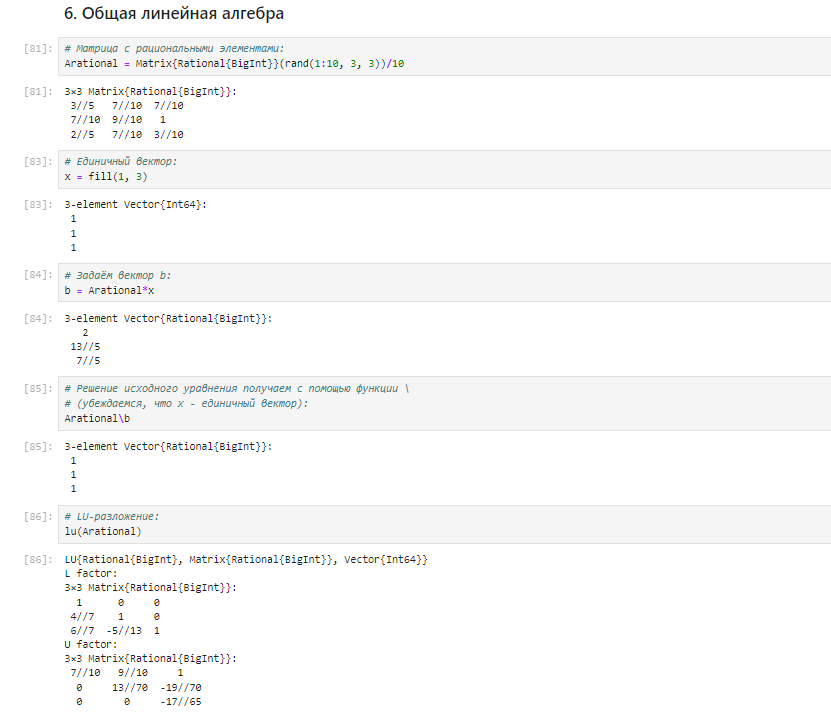 6. Общая линейная алгебра
[81]: # Матрица с рациональными элементами:
Arational = Matrix{Rational{BigInt}}(rand(1:10, 3, 3))/10
[81]: 3×3 Matrix{Rational{BigInt}}:
3//5 7//10 7//10
7//10 9//10 1
2//5 7//10 3//10
[83]: # Единичный вектор:
x = fill(1, 3)
[83]: 3-element Vector{Int64}:
1
1
1
[84]: # Задаём вектор b:
b = Arational*x
[84]: 3-element Vector{Rational{BigInt}}:
2
13//5
7//5
[85]: # Решение исходного уравнения получаем с помощью функции \
# (убеждаемся, что x - единичный вектор):
Arational\b
[85]: 3-element Vector{Rational{BigInt}}:
1
1
1
[86]: # LU-разложение:
lu(Arational)
[86]: LU{Rational{BigInt}, Matrix{Rational{BigInt}}, Vector{Int64}}
L factor:
3×3 Matrix{Rational{BigInt}}:
1 0 0
4//7 1 0
6//7 -5//13 1
U factor:
3×3 Matrix{Rational{BigInt}}:
7//10 9//10 1
0 13//70 -19//70
0 0 -17//65